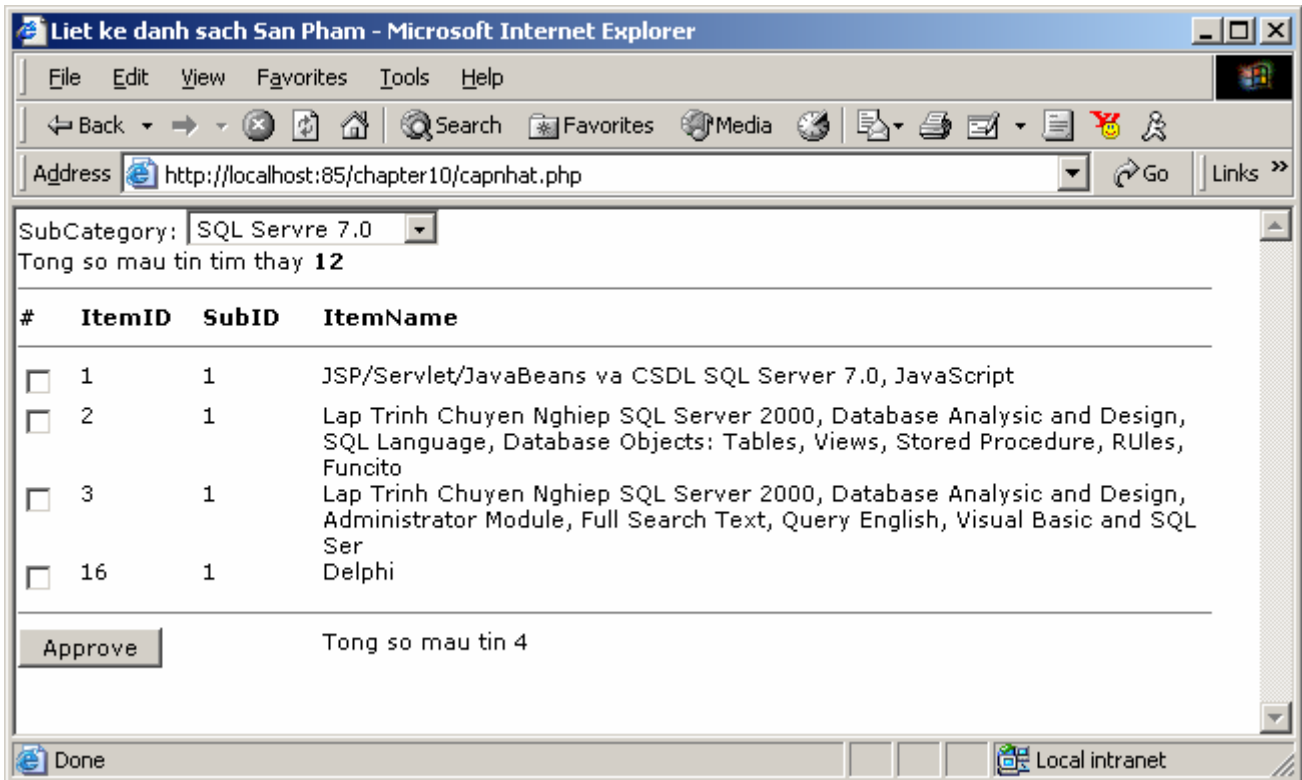 Liet ke danh sach San Pham - Microsoft Internet Explorer
File Edit View Favorites Tools Help
Back Search Favorites Media
Address http://localhost:85/chapter10/capnhat.php Go Links »
SubCategory: SQL Servre 7.0
Tong so mau tin tim thay 12
# ItemID SubID ItemName
1 1 JSP/Servlet/JavaBeans va CSDL SQL Server 7.0, JavaScript
2 1 Lap Trinh Chuyen Nghiep SQL Server 2000, Database Analysic and Design,
SQL Language, Database Objects: Tables, Views, Stored Procedure, RUles,
Funcito
3 1 Lap Trinh Chuyen Nghiep SQL Server 2000, Database Analysic and Design,
Administrator Module, Full Search Text, Query English, Visual Basic and SQL
Ser
16 1 Delphi
Approve Tong so mau tin 4
Done Local intranet